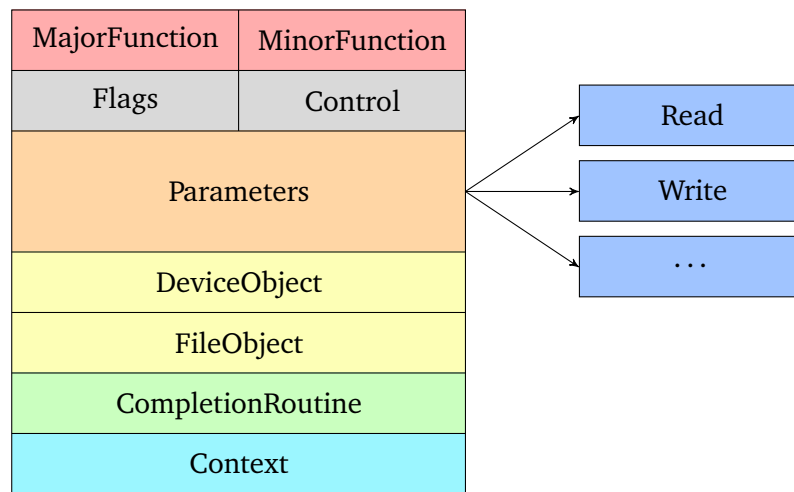 MajorFunction MinorFunction
Flags Control
Parameters
DeviceObject
FileObject
CompletionRoutine
Context
Read
Write
...